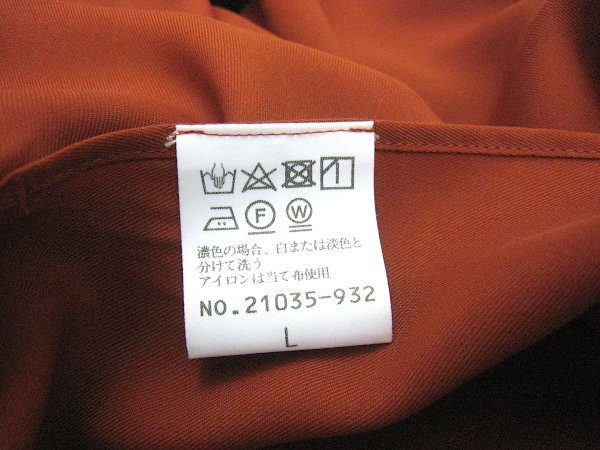 F W
濃色の場合、白または淡色と
分けて洗う
アイロンは当て布使用
NO.21035-932
L